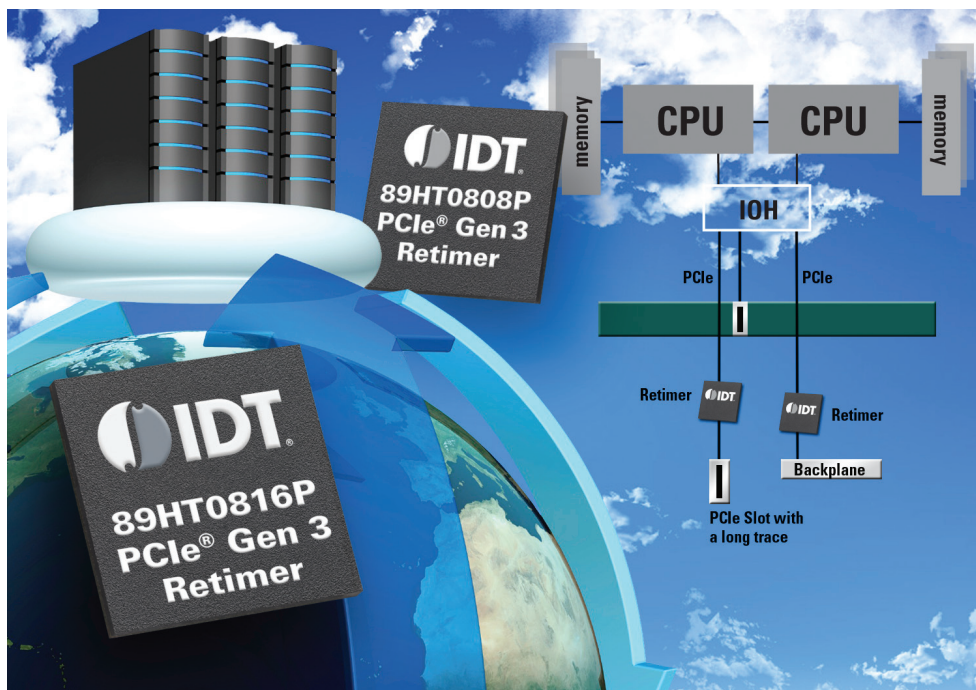 IDT
89HT0808P
PCIe® Gen 3
Retimer
IDT®
89HT0816P
PCIe® Gen 3
Retimer
memory
CPU
CPU
memory
IOH
PCIe
PCIe
Retimer
IDT
IDT
Retimer
Backplane
PCIe Slot with
a long trace